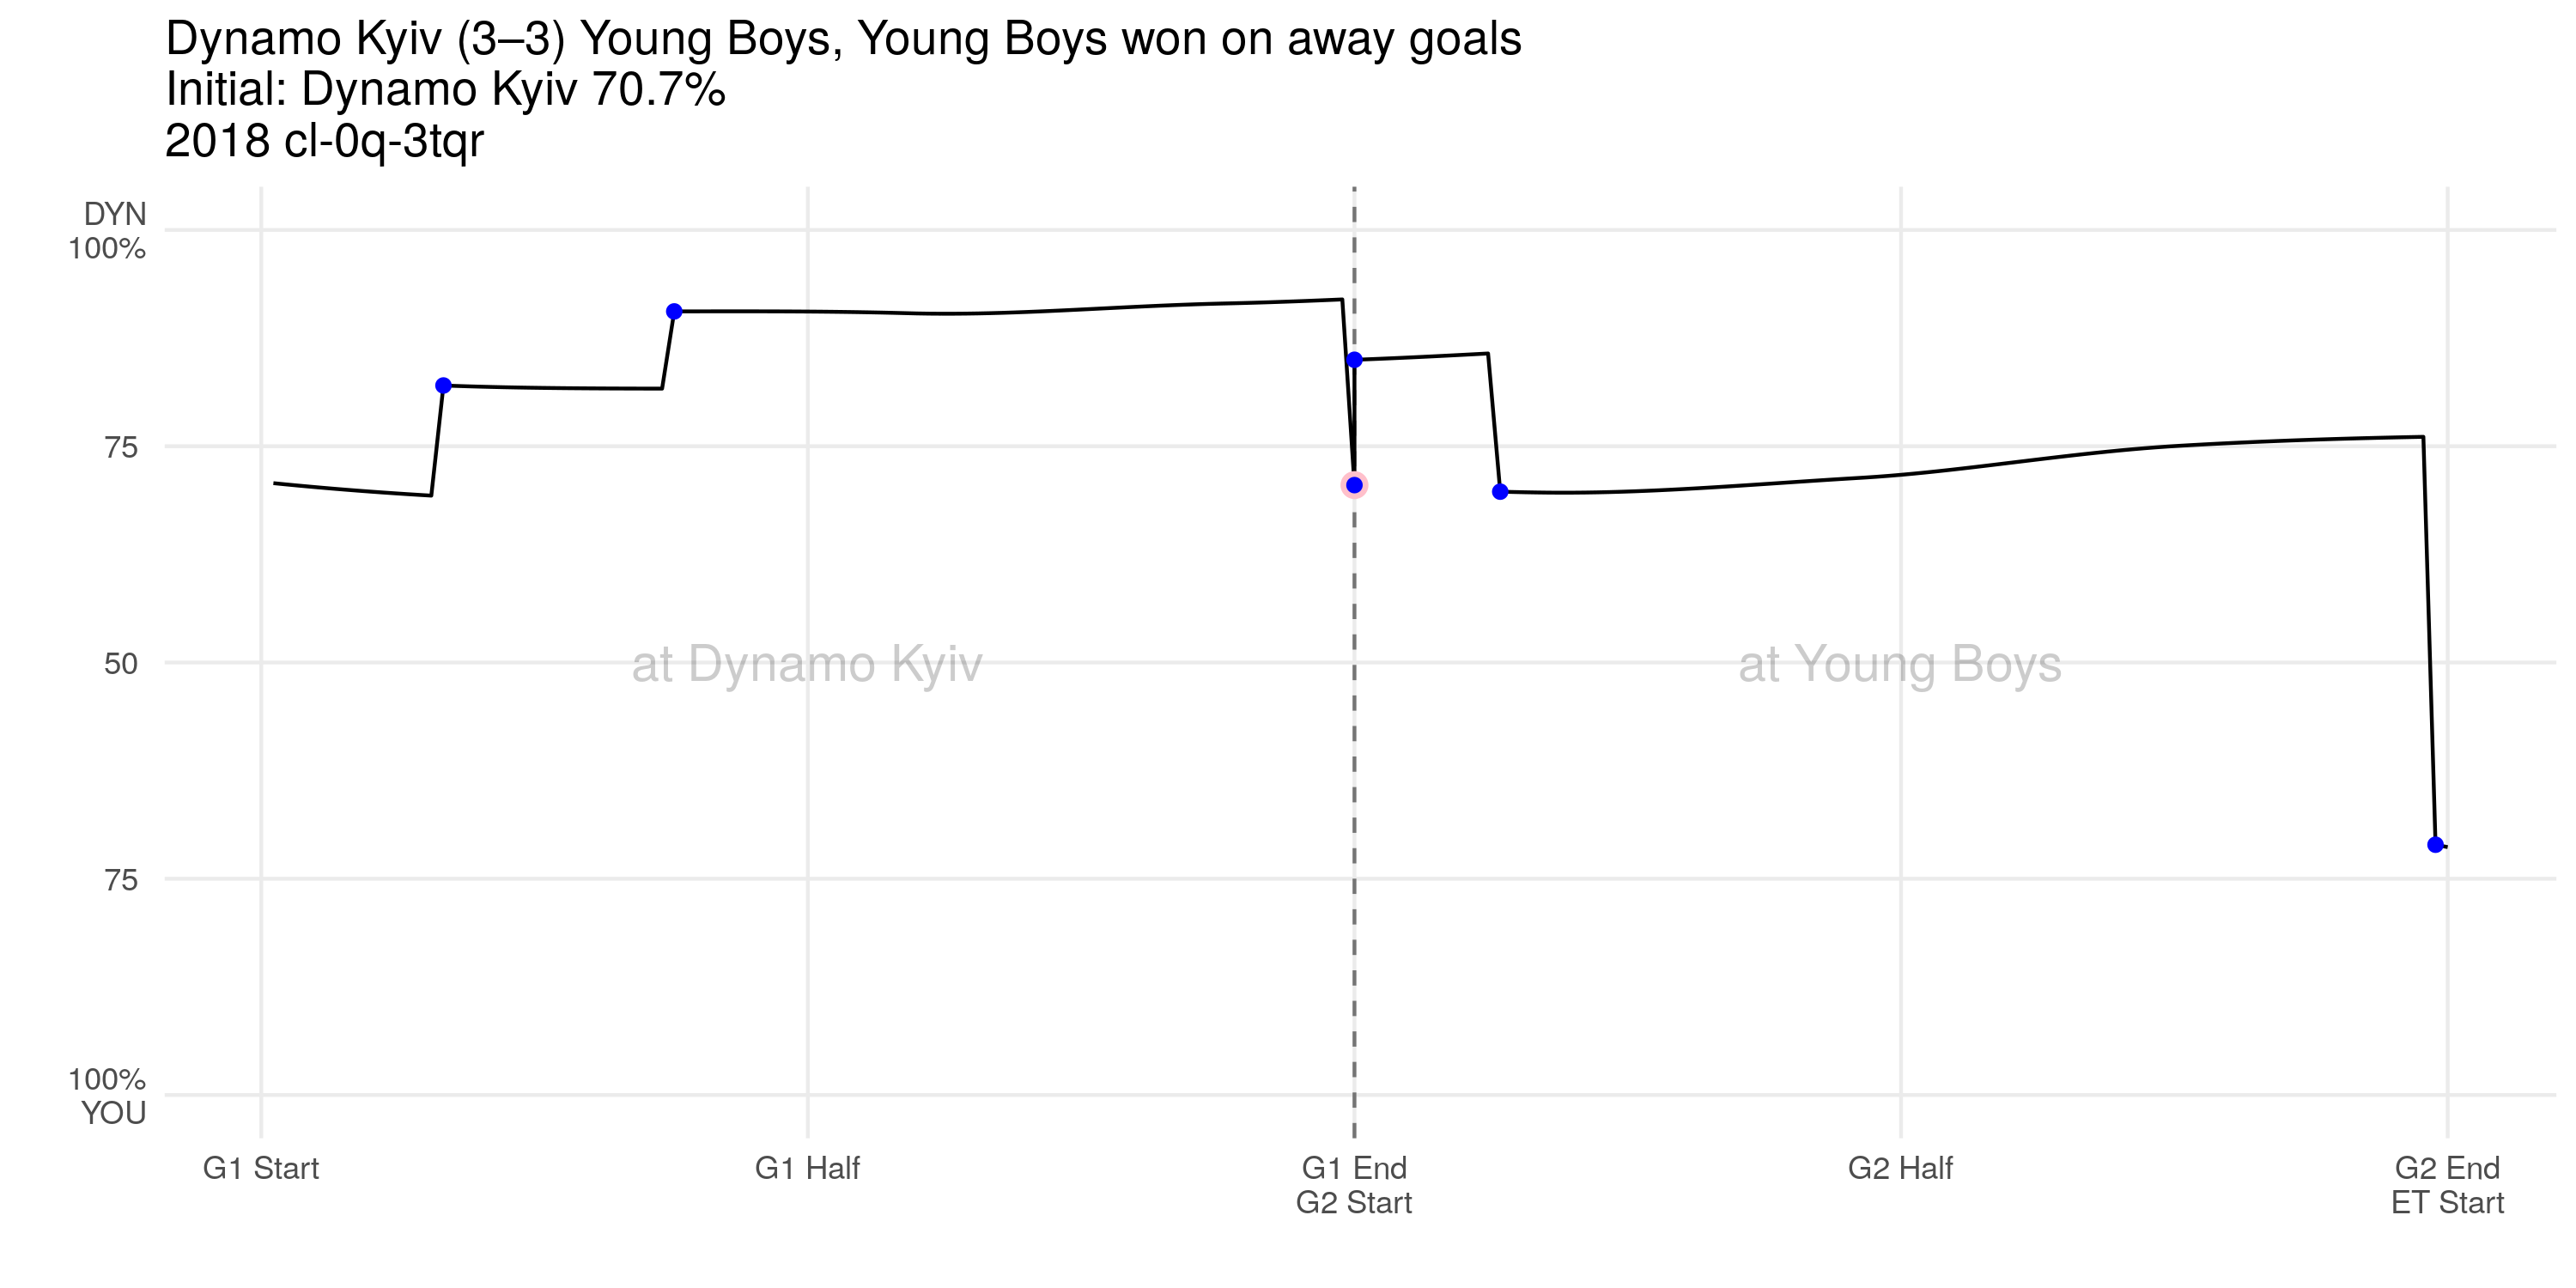 Dynamo Kyiv (3–3) Young Boys, Young Boys won on away goals
Initial: Dynamo Kyiv 70.7%
2018 cl-0q-3tqr
DYN
100%
75
50
75
100%
YOU
at Dynamo Kyiv
at Young Boys
G1 Start
G1 Half
G1 End
G2 Start
G2 Half
G2 End
ET Start